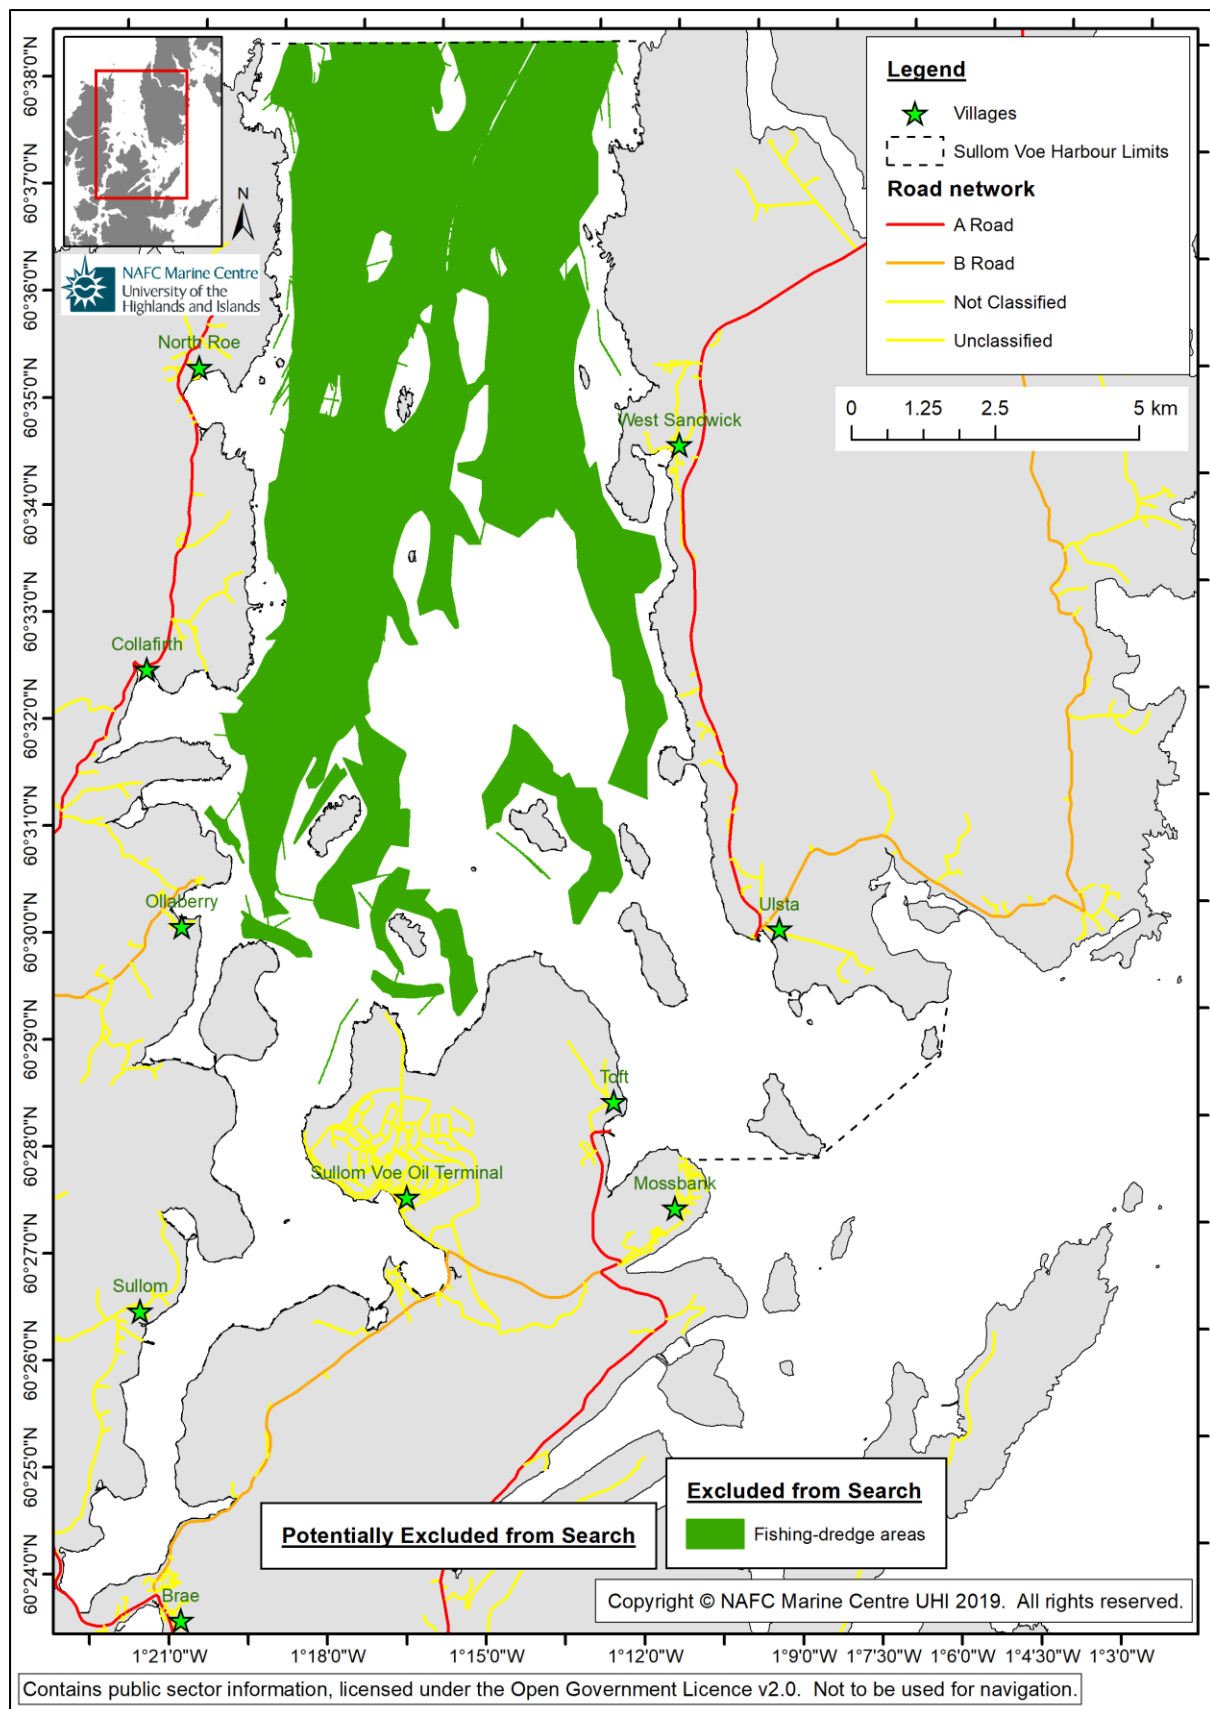 N
NAFC Marine Centre
University of the
Highlands and Islands
Legend
Villages
Sullom Voe Harbour Limits
Road network
A Road
B Road
Not Classified
Unclassified
0 1.25 2.5 5 km
North Roe
West Sandwick
Collafirth
Ollaberry
Ulsta
Toft
Sullom Voe Oil Terminal
Mossbank
Sullom
Brae
Potentially Excluded from Search
Excluded from Search
Fishing-dredge areas
Copyright © NAFC Marine Centre UHI 2019. All rights reserved.
60°38'0"N
60°37'0"N
60°36'0"N
60°35'0"N
60°34'0"N
60°33'0"N
60°32'0"N
60°31'0"N
60°30'0"N
60°29'0"N
60°28'0"N
60°27'0"N
60°26'0"N
60°25'0"N
60°24'0"N
1°21'0"W 1°18'0"W 1°15'0"W 1°12'0"W 1°9'0"W 1°7'30"W 1°6'0"W 1°4'30"W 1°3'0"W
Contains public sector information, licensed under the Open Government Licence v2.0. Not to be used for navigation.